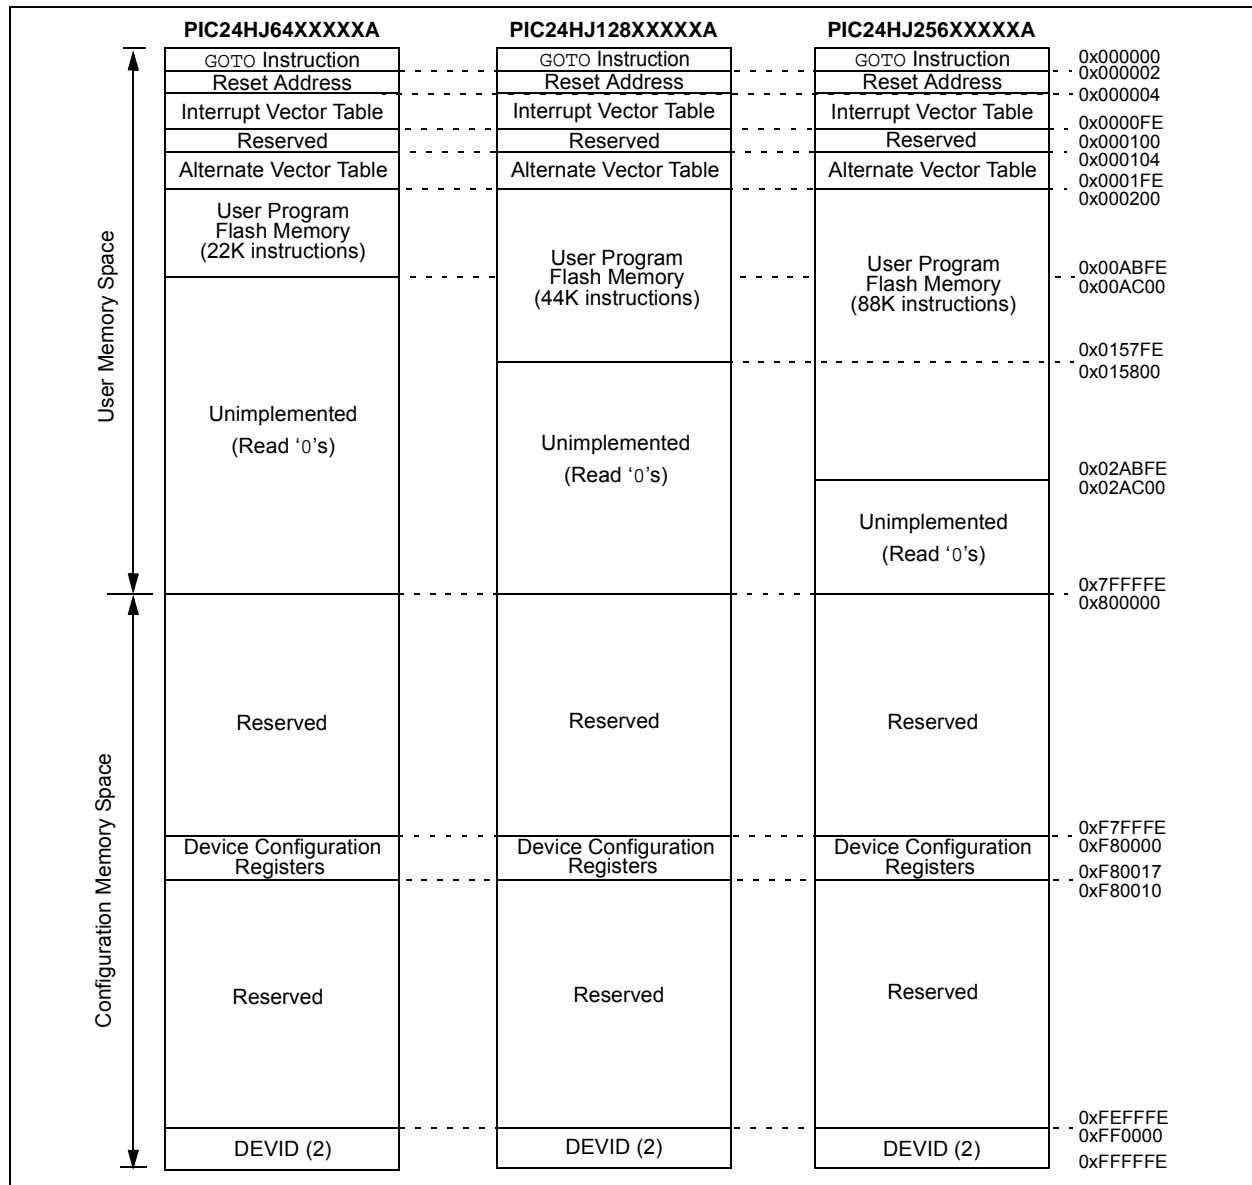 PIC24HJ64XXXXXA
PIC24HJ128XXXXXA
PIC24HJ256XXXXXA
GOTO Instruction
GOTO Instruction
GOTO Instruction
0x000000
0x000002
Reset Address
Reset Address
Reset Address
0x000004
Interrupt Vector Table
Interrupt Vector Table
Interrupt Vector Table
0x0000FE
0x000100
Reserved
Reserved
Reserved
0x000104
Alternate Vector Table
Alternate Vector Table
Alternate Vector Table
0x0001FE
0x000200
User Program
Flash Memory
(22K instructions)
User Program
Flash Memory
(44K instructions)
User Program
Flash Memory
(88K instructions)
0x00ABFE
0x00AC00
0x0157FE
0x015800
User Memory Space
Unimplemented
(Read ‘0’s)
Unimplemented
(Read ‘0’s)
0x02ABFE
0x02AC00
Unimplemented
(Read ‘0’s)
0x7FFFFE
0x800000
Reserved
Reserved
Reserved
Configuration Memory Space
0xF7FFFE
0xF80000
Device Configuration
Registers
Device Configuration
Registers
Device Configuration
Registers
0xF80017
0xF80010
Reserved
Reserved
Reserved
0xFEFFFE
0xFF0000
DEVID (2)
DEVID (2)
DEVID (2)
0xFFFFFE